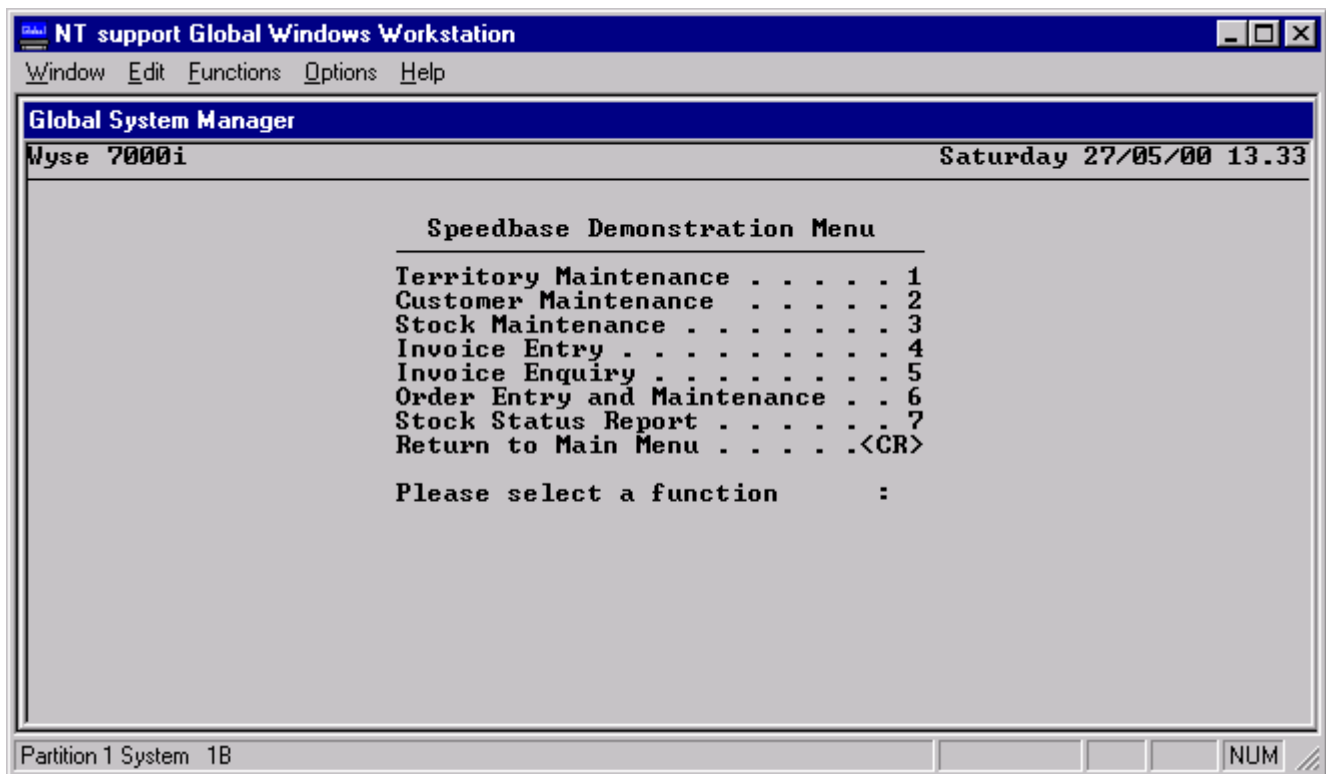 NT support Global Windows Workstation
Window Edit Functions Options Help
Global System Manager
Wyse 7000i Saturday 27/05/00 13.33
Speedbase Demonstration Menu
Territory Maintenance . . . . . 1
Customer Maintenance . . . . . 2
Stock Maintenance . . . . . . . 3
Invoice Entry . . . . . . . . . 4
Invoice Enquiry . . . . . . . . 5
Order Entry and Maintenance . . 6
Stock Status Report . . . . . . 7
Return to Main Menu . . . . .<CR>
Please select a function :
Partition 1 System 1B NUM